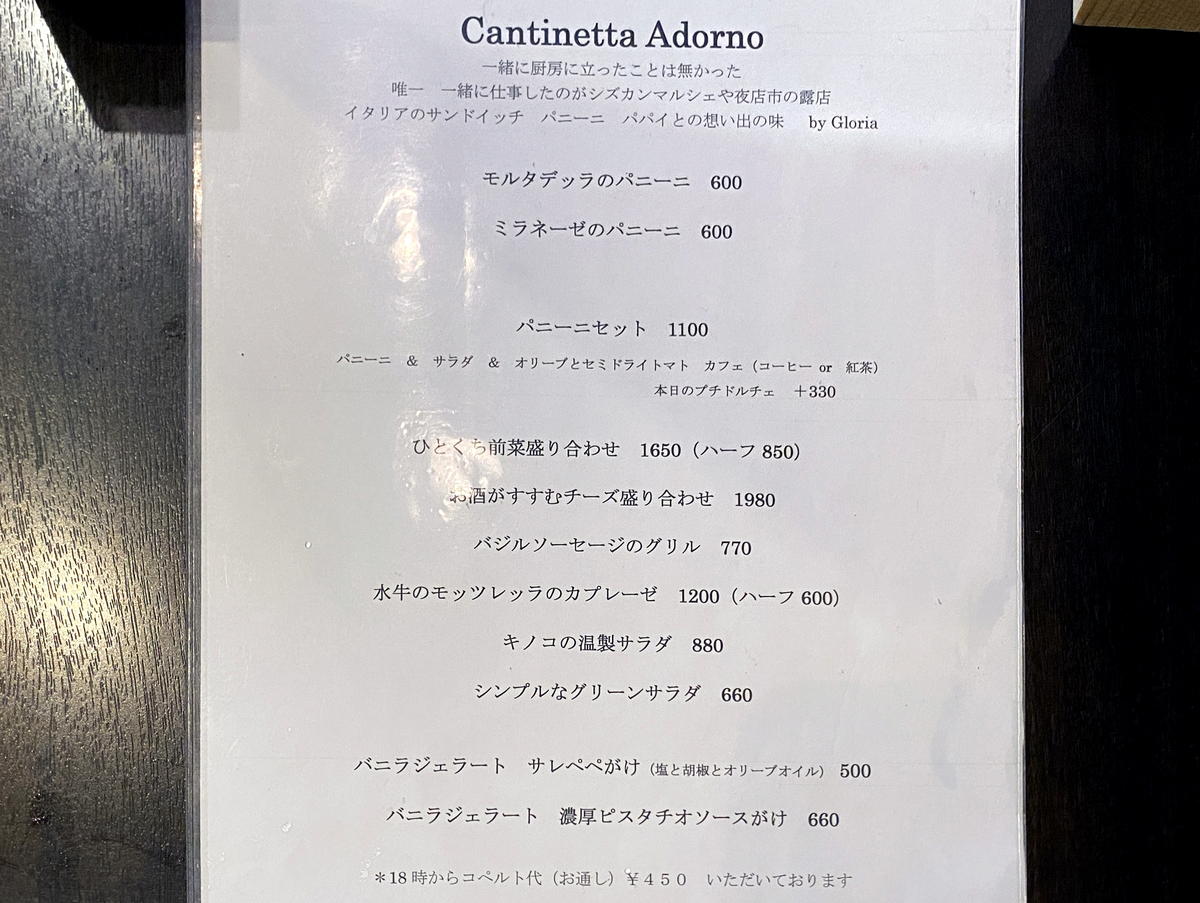 Cantinetta Adorno
一緒に厨房に立ったことは無かった
唯一　一緒に仕事したのがシズカンマルシェや夜店市の露店
イタリアのサンドイッチ　パニーニ　パパイとの想い出の味　by Gloria
モルタデッラのパニーニ　600
ミラネーゼのパニーニ　600
パニーニセット　1100
パニーニ　&　サラダ　&　オリーブとセミドライトマト　カフェ（コーヒー or　紅茶）
本日のプチドルチェ　＋330
ひとくち前菜盛り合わせ　1650（ハーフ 850）
お酒がすすむチーズ盛り合わせ　1980
バジルソーセージのグリル　770
水牛のモッツレッラのカプレーゼ　1200（ハーフ 600）
キノコの温製サラダ　880
シンプルなグリーンサラダ　660
バニラジェラート　サレペペがけ（塩と胡椒とオリーブオイル）　500
バニラジェラート　濃厚ピスタチオソースがけ　660
＊18 時からコペルト代（お通し）￥４５０　いただいております